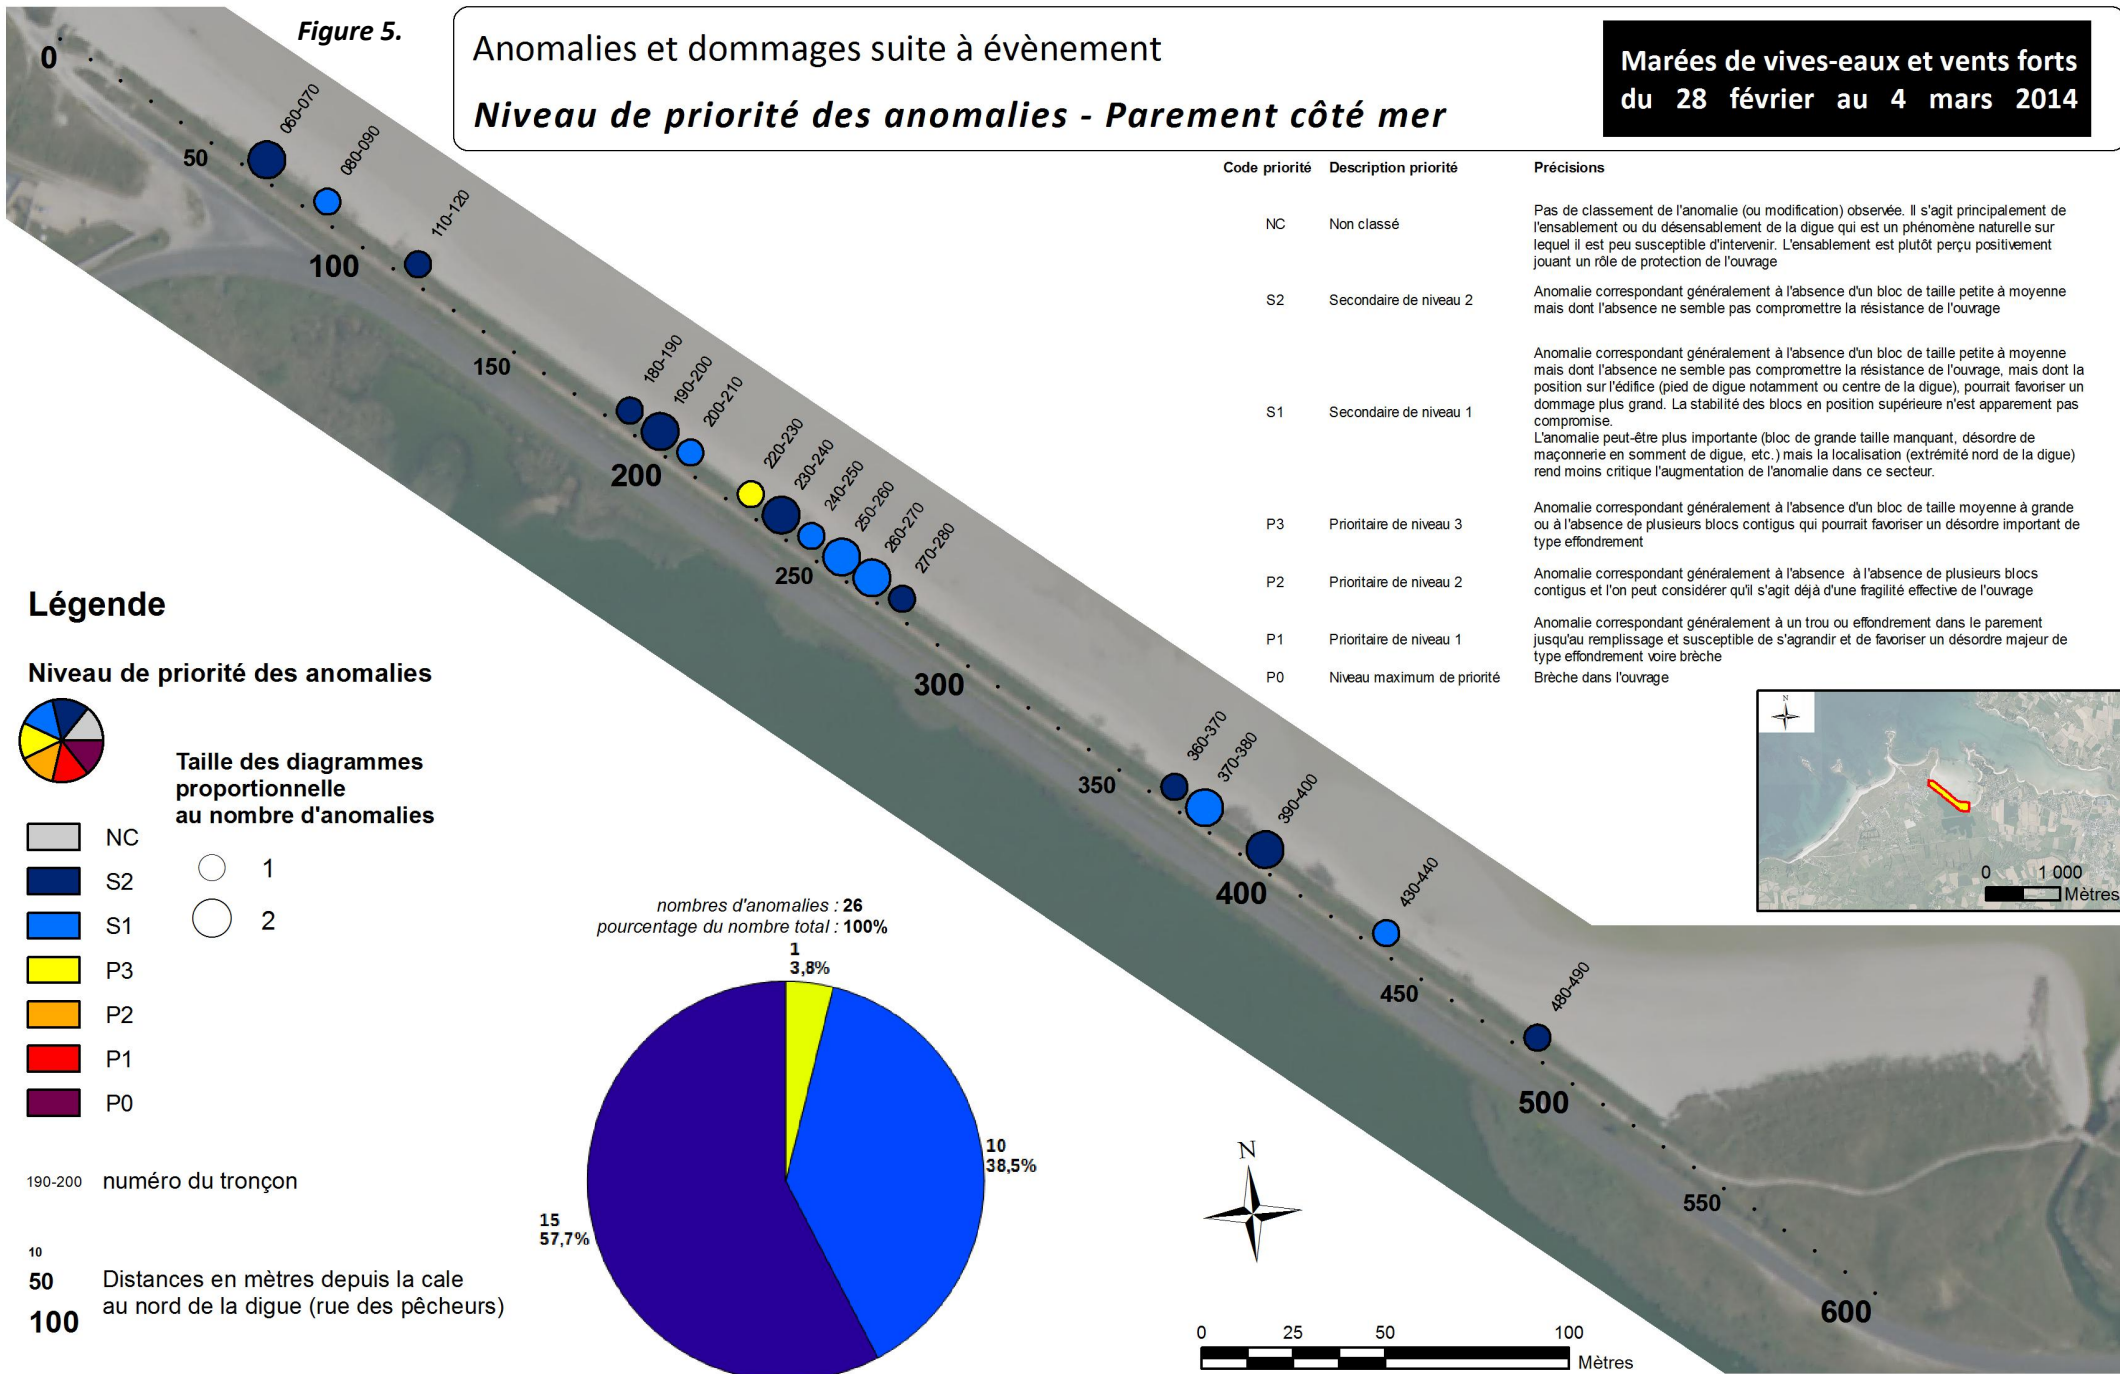 Figure 5.
Anomalies et dommages suite à évènement
Niveau de priorité des anomalies - Parement côté mer
Marées de vives-eaux et vents forts
du 28 février au 4 mars 2014
Code priorité Description priorité Précisions
NC Non classé
Pas de classement de l'anomalie (ou modification) observée. Il s'agit principalement de
l'ensablement ou du désensablement de la digue qui est un phénomène naturelle sur
lequel il est peu susceptible d'intervenir. L'ensablement est plutôt perçu positivement
jouant un rôle de protection de l'ouvrage
S2 Secondaire de niveau 2
Anomalie correspondant généralement à l'absence d'un bloc de taille petite à moyenne
mais dont l'absence ne semble pas compromettre la résistance de l'ouvrage
S1 Secondaire de niveau 1
Anomalie correspondant généralement à l'absence d'un bloc de taille petite à moyenne
mais dont l'absence ne semble pas compromettre la résistance de l'ouvrage, mais dont la
position sur l'édifice (pied de digue notamment ou centre de la digue), pourrait favoriser un
dommage plus grand. La stabilité des blocs en position supérieure n'est apparement pas
compromise.
L'anomalie peut-être plus importante (bloc de grande taille manquant, désordre de
maçonnerie en somment de digue, etc.) mais la localisation (extrémité nord de la digue)
rend moins critique l'augmentation de l'anomalie dans ce secteur.
P3 Prioritaire de niveau 3
Anomalie correspondant généralement à l'absence d'un bloc de taille moyenne à grande
ou à l'absence de plusieurs blocs contigus qui pourrait favoriser un désordre important de
type effondrement
P2 Prioritaire de niveau 2
Anomalie correspondant généralement à l'absence à l'absence de plusieurs blocs
contigus et l'on peut considérer qu'il s'agit déjà d'une fragilité effective de l'ouvrage
P1 Prioritaire de niveau 1
Anomalie correspondant généralement à un trou ou effondrement dans le parement
jusqu'au remplissage et susceptible de s'agrandir et de favoriser un désordre majeur de
type effondrement voire brèche
P0 Niveau maximum de priorité Brèche dans l'ouvrage
0
50
100
150
200
250
300
350
400
450
500
550
600
060-070
080-090
110-120
180-190
190-200
200-210
220-230
230-240
240-250
250-260
260-270
270-280
360-370
370-380
390-400
430-440
480-490
Légende
Niveau de priorité des anomalies
Taille des diagrammes
proportionnelle
au nombre d'anomalies
1
2
NC
S2
S1
P3
P2
P1
P0
190-200 numéro du tronçon
10
50
100
Distances en mètres depuis la cale
au nord de la digue (rue des pêcheurs)
nombres d'anomalies : 26
pourcentage du nombre total : 100%
1
3,8%
10
38,5%
15
57,7%
N
0 25 50 100
Mètres
N
0 1 000
Mètres